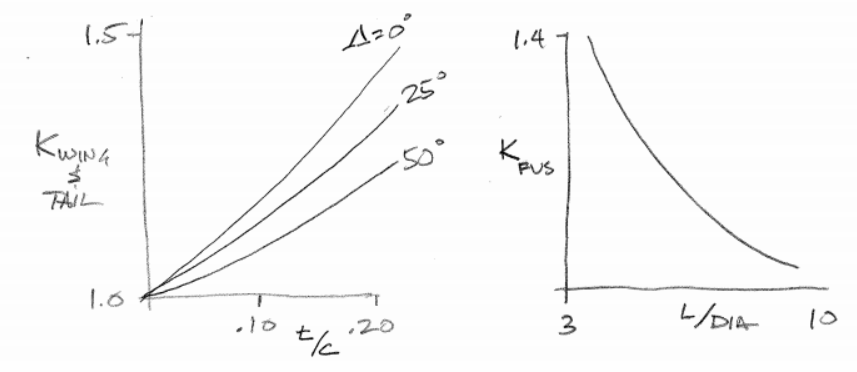 1.5
Λ=0°
25°
50°
KWING
&
TAIL
1.0
.10
t/c
.20
1.4
KFUS
3
L/DIA
10